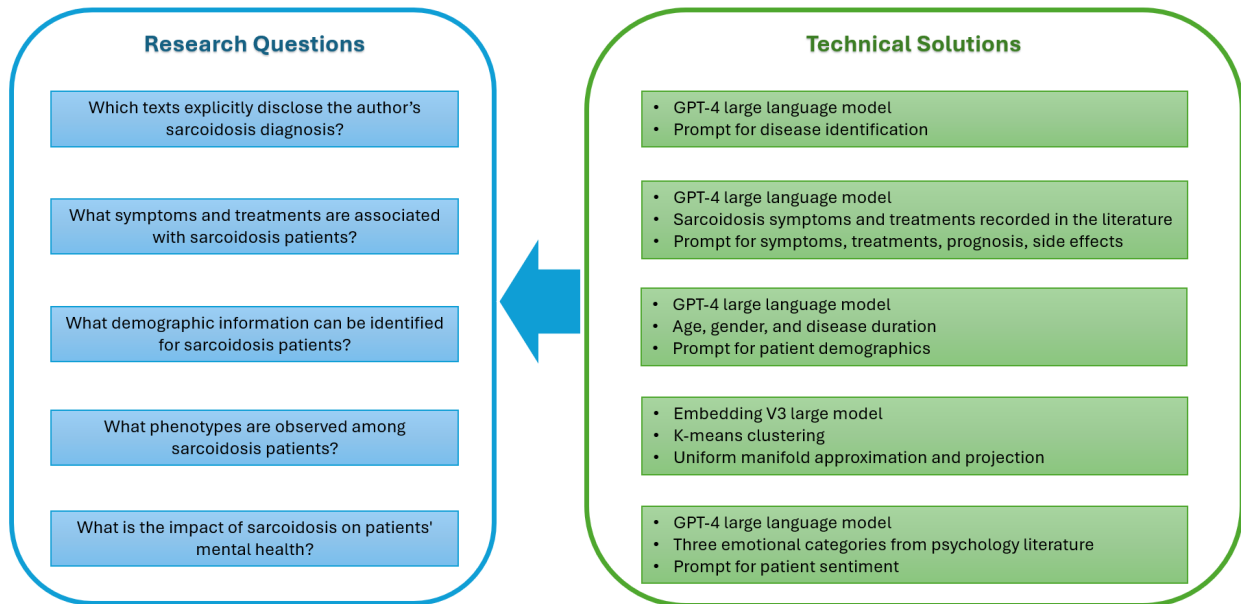 Research Questions
Which texts explicitly disclose the author’s
sarcoidosis diagnosis?
What symptoms and treatments are associated
with sarcoidosis patients?
What demographic information can be identified
for sarcoidosis patients?
What phenotypes are observed among
sarcoidosis patients?
What is the impact of sarcoidosis on patients'
mental health?
Technical Solutions
• GPT-4 large language model
• Prompt for disease identification
• GPT-4 large language model
• Sarcoidosis symptoms and treatments recorded in the literature
• Prompt for symptoms, treatments, prognosis, side effects
• GPT-4 large language model
• Age, gender, and disease duration
• Prompt for patient demographics
• Embedding V3 large model
• K-means clustering
• Uniform manifold approximation and projection
• GPT-4 large language model
• Three emotional categories from psychology literature
• Prompt for patient sentiment